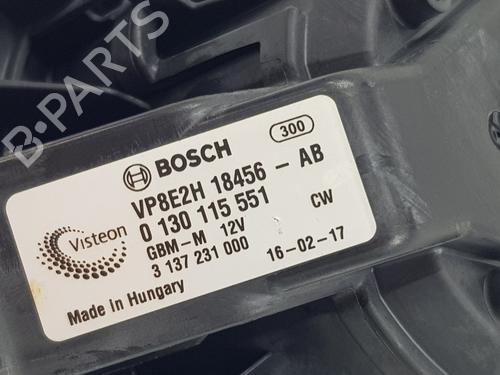 B-PARTS
300
BOSCH
VP8E2H 18456 - AB
0 130 115 551
CW
Visteon
GBM-M 12V
3 137 231 000
16-02-17
Made in Hungary